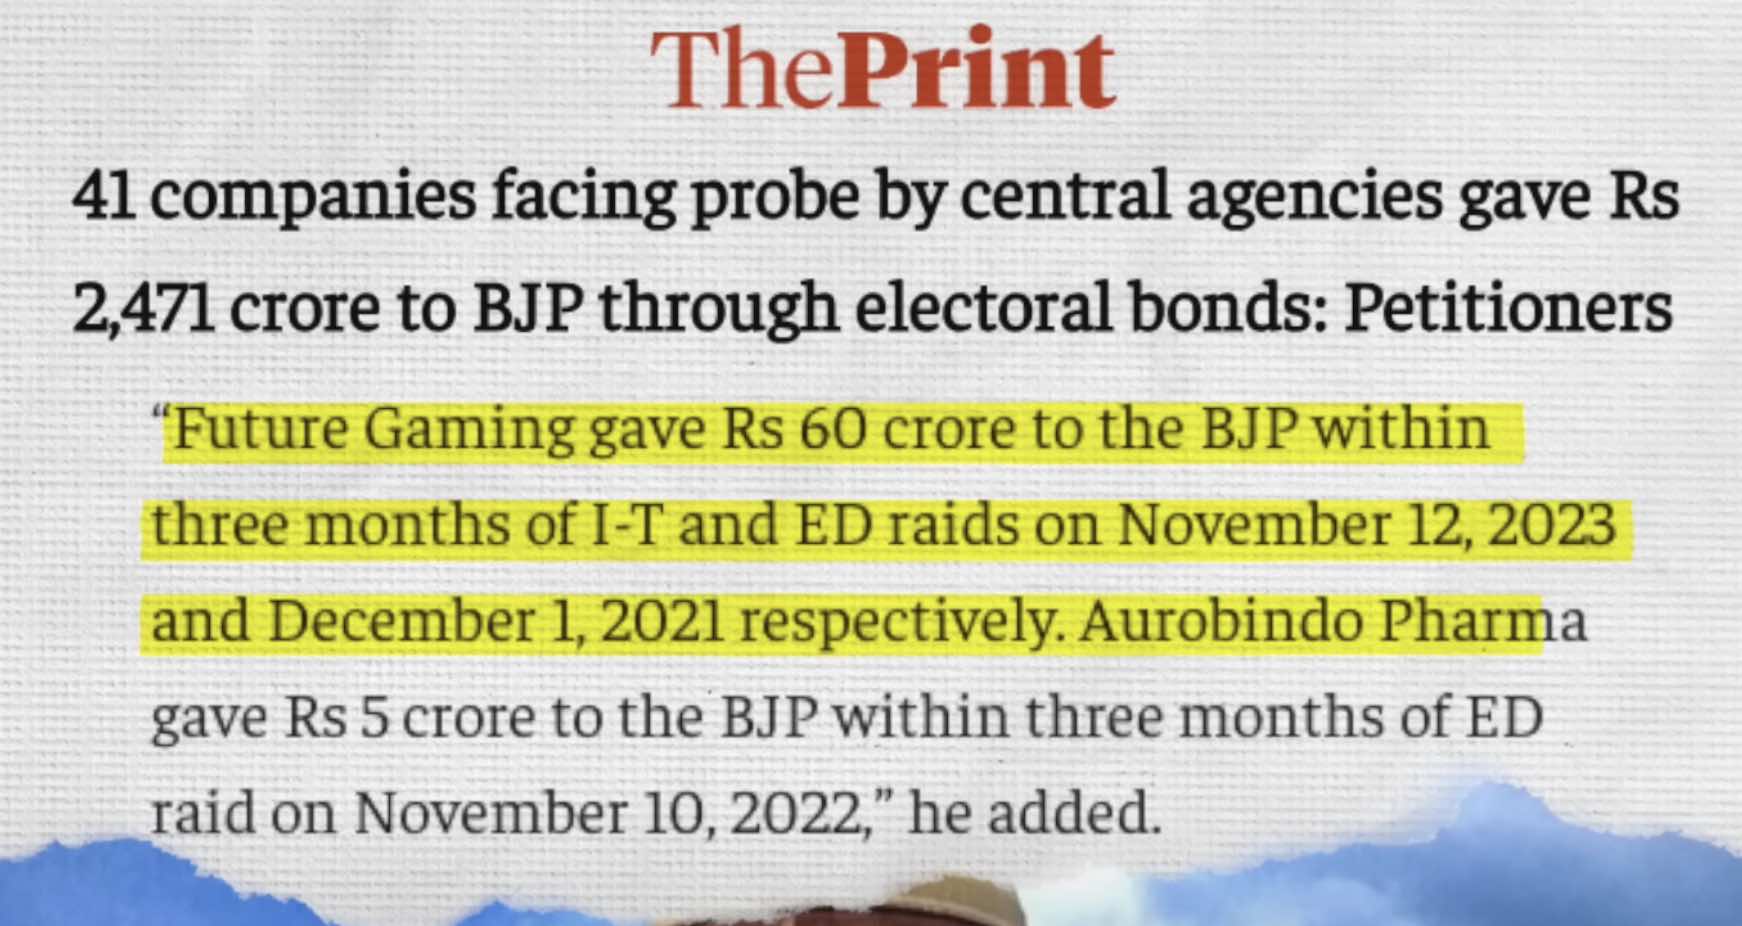 ThePrint
41 companies facing probe by central agencies gave Rs
2,471 crore to BJP through electoral bonds: Petitioners
“Future Gaming gave Rs 60 crore to the BJP within
three months of I-T and ED raids on November 12, 2023
and December 1, 2021 respectively. Aurobindo Pharma
gave Rs 5 crore to the BJP within three months of ED
raid on November 10, 2022,” he added.